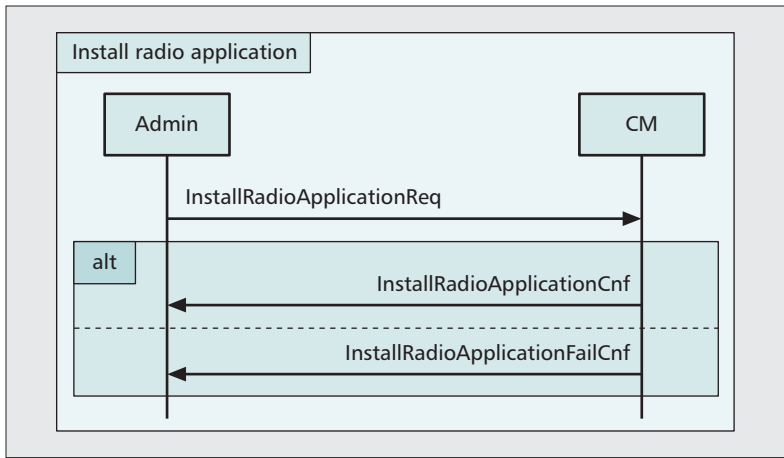 Install radio application
Admin
CM
InstallRadioApplicationReq
alt
InstallRadioApplicationCnf
InstallRadioApplicationFailCnf